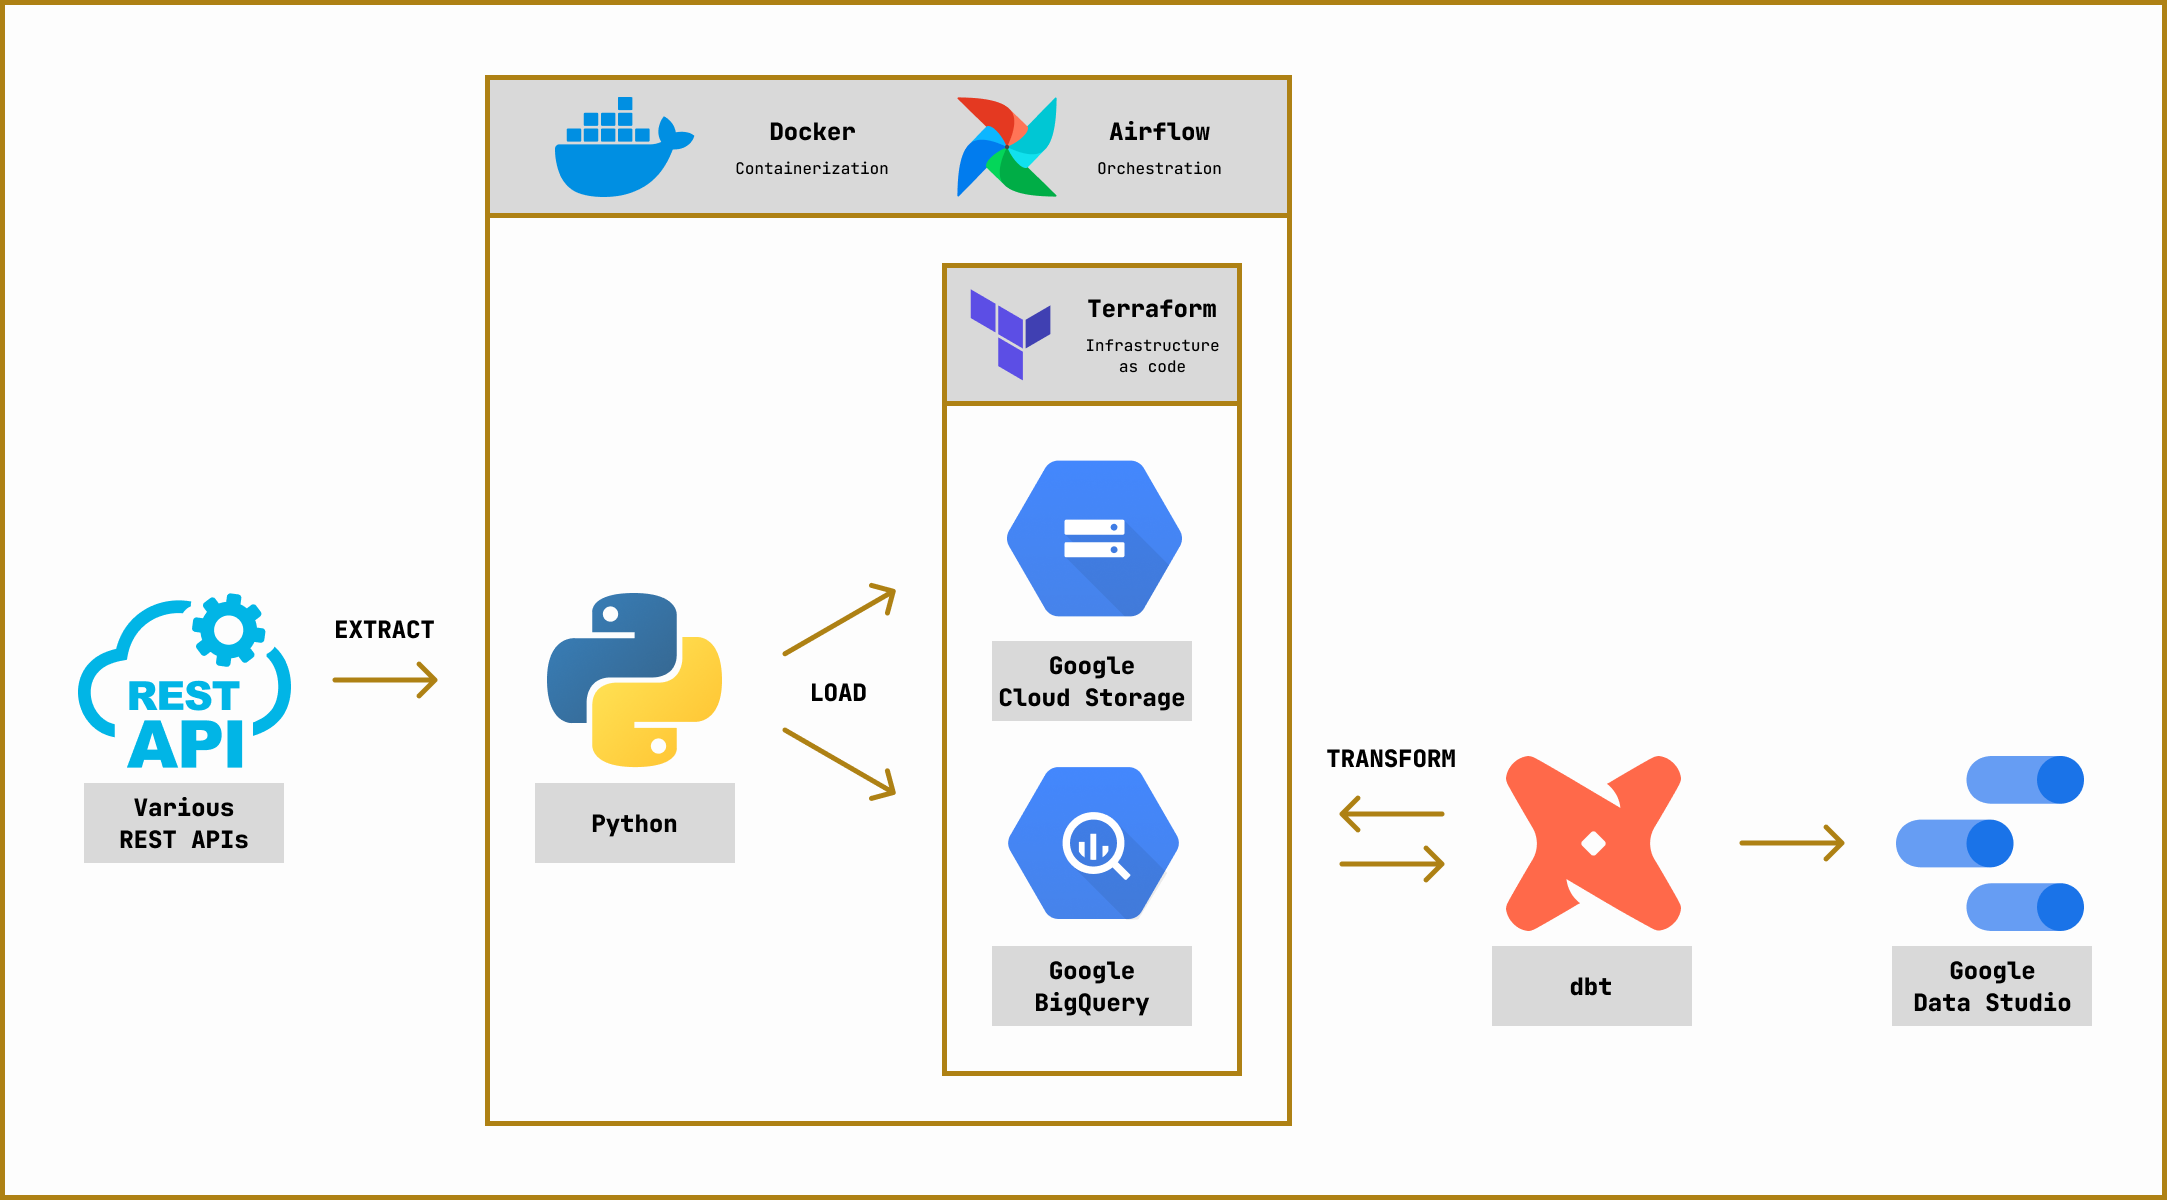 Docker
Containerization
Airflow
Orchestration
Terraform
Infrastructure
as code
REST
API
Various
REST APIs
EXTRACT
Python
LOAD
Google
Cloud Storage
Google
BigQuery
TRANSFORM
dbt
Google
Data Studio